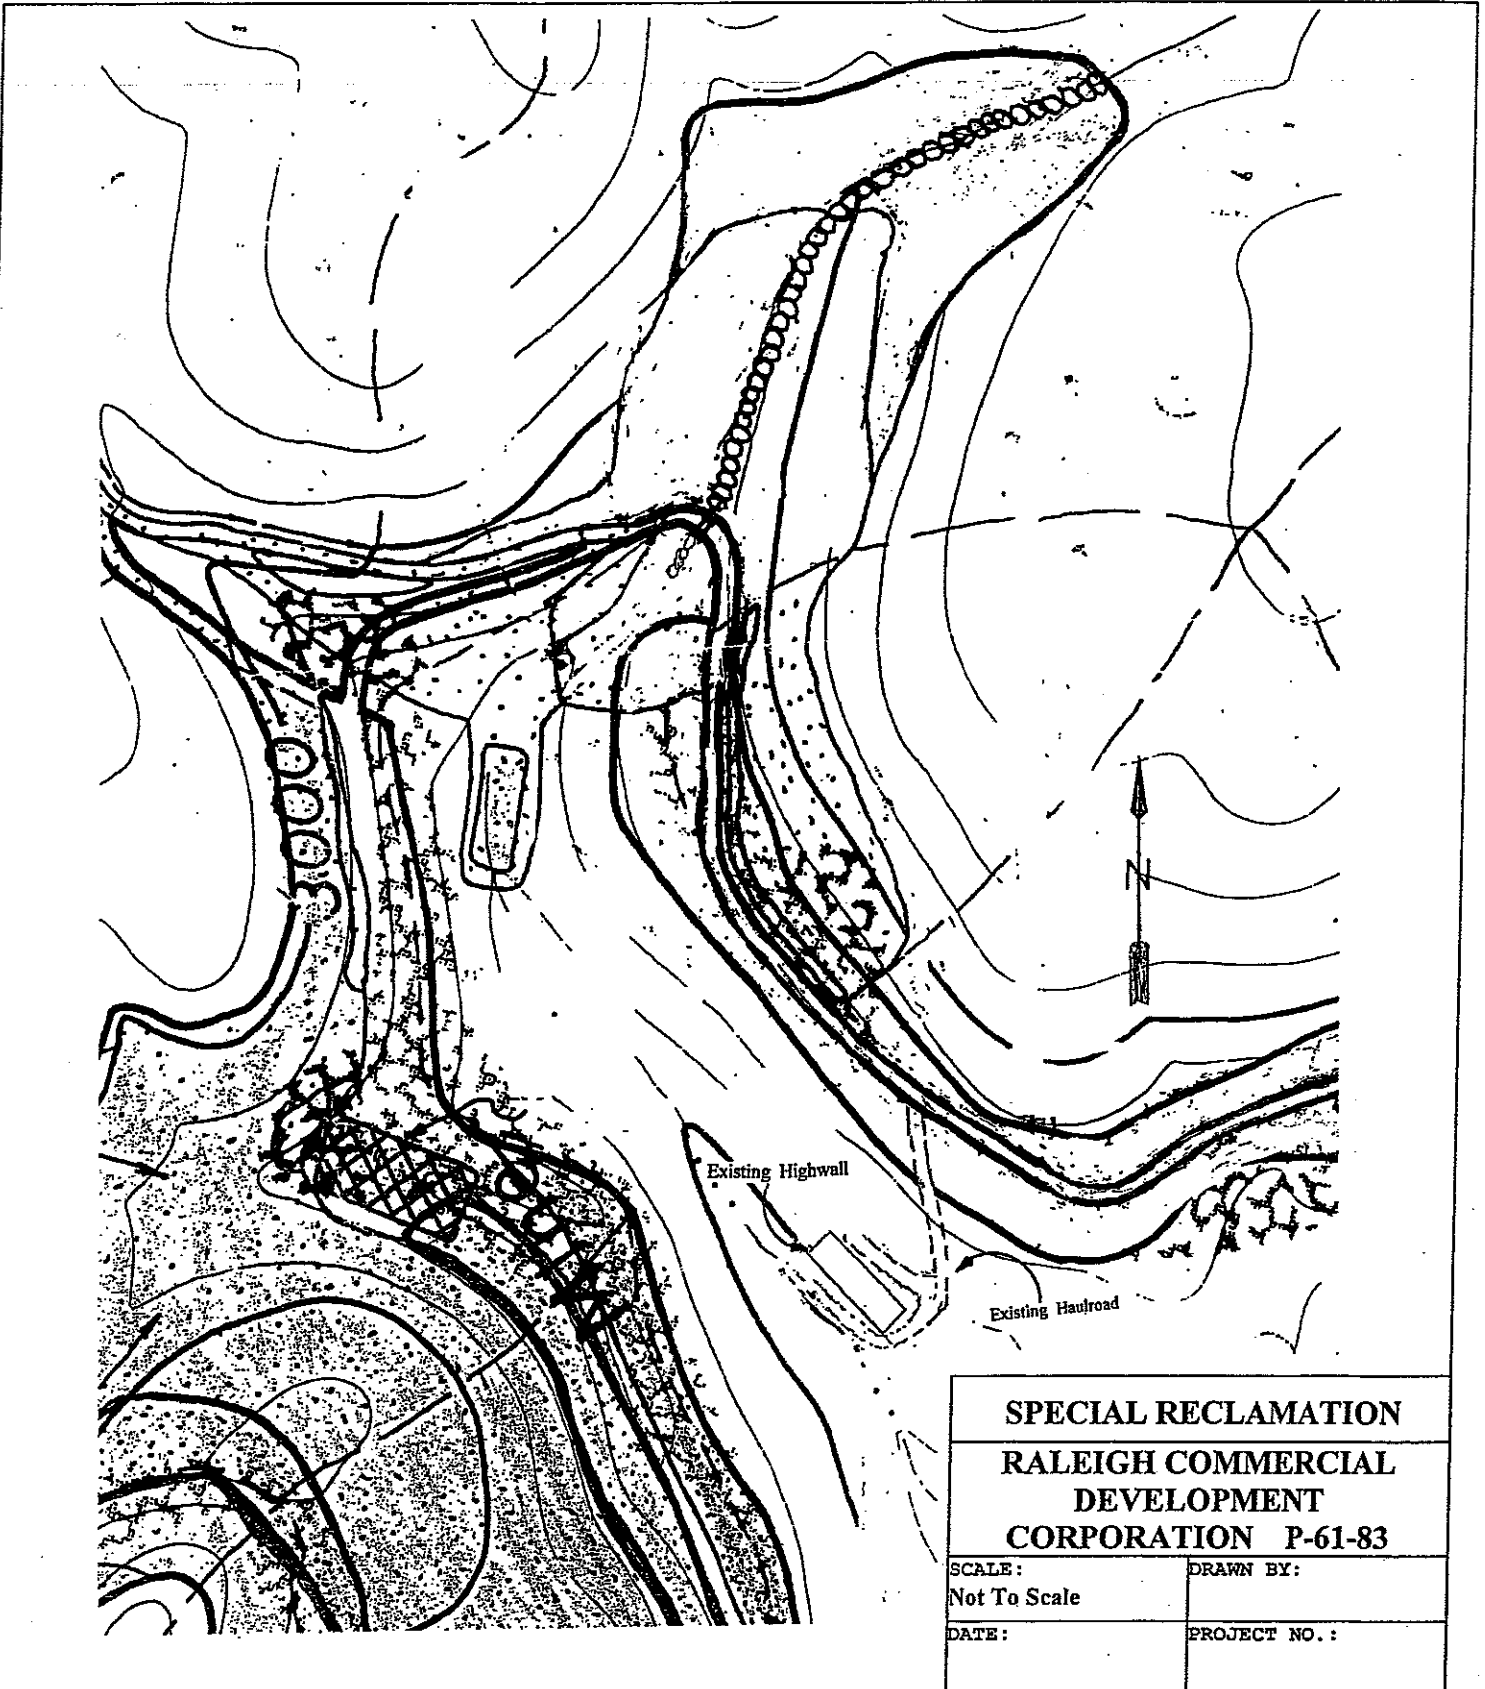 3000
N
Existing Highwall
Existing Haulroad
SPECIAL RECLAMATION
RALEIGH COMMERCIAL
DEVELOPMENT
CORPORATION P-61-83
SCALE:
DRAWN BY:
Not To Scale
DATE:
PROJECT NO.: